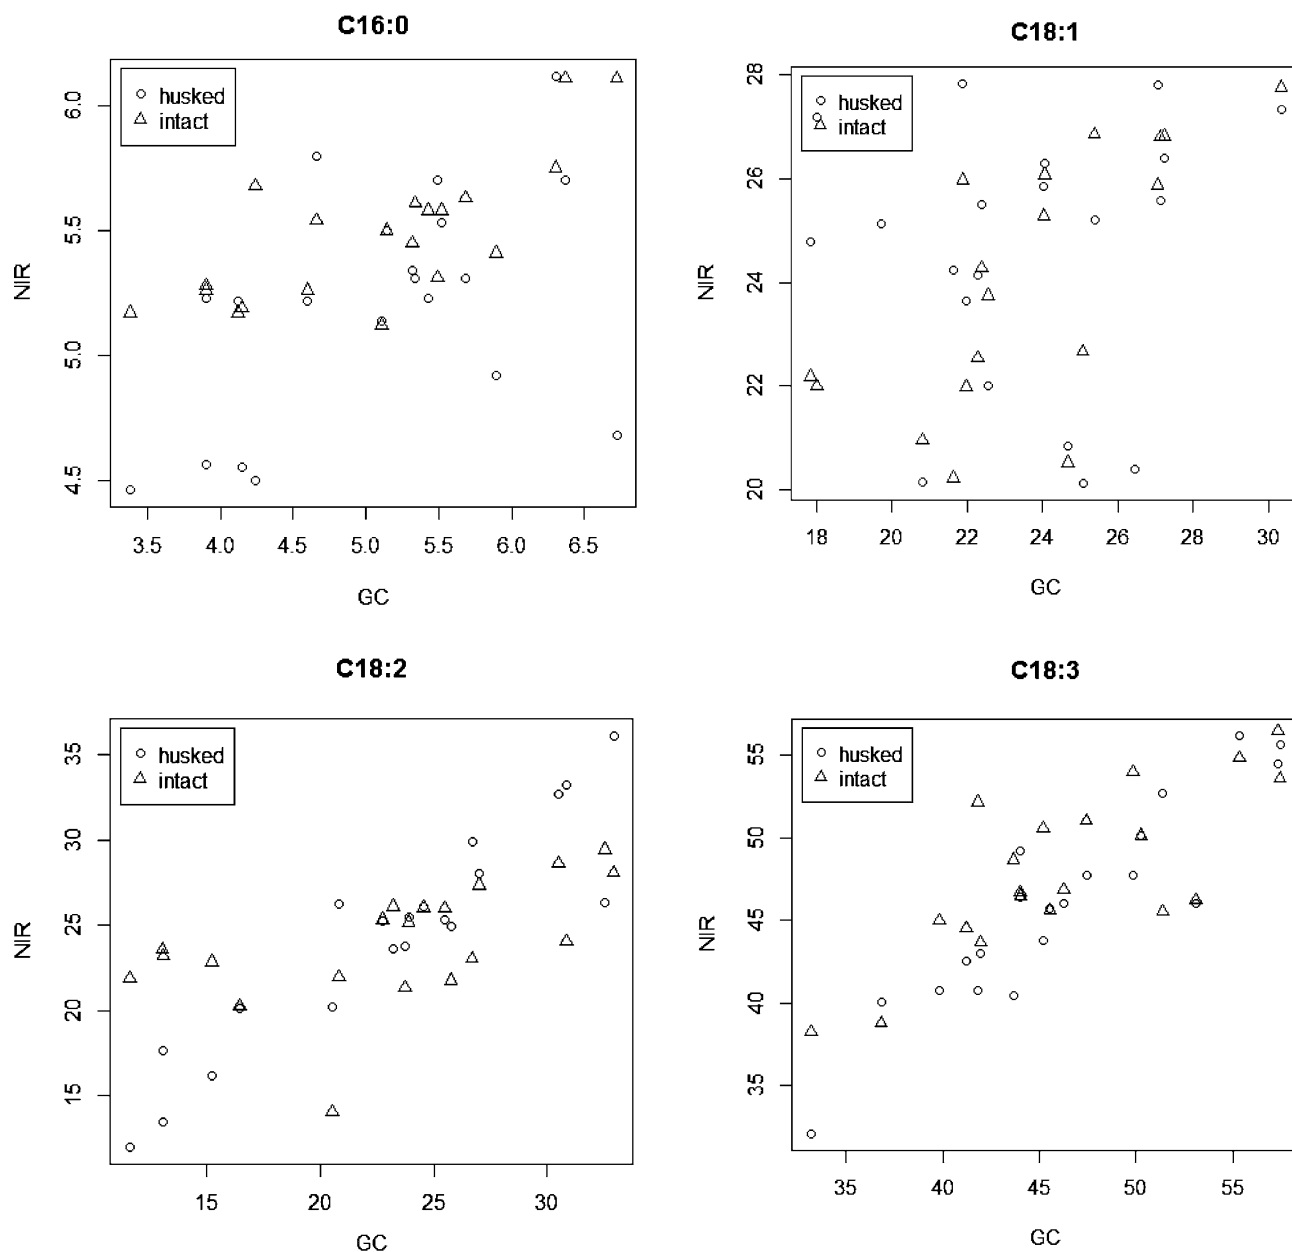 C16:0
husked
intact
NIR
6.0
5.5
5.0
4.5
3.5 4.0 4.5 5.0 5.5 6.0 6.5
GC
C18:1
husked
intact
NIR
28
26
24
22
20
18 20 22 24 26 28 30
GC
C18:2
husked
intact
NIR
35
30
25
20
15
15 20 25 30
GC
C18:3
husked
intact
NIR
55
50
45
40
35
35 40 45 50 55
GC